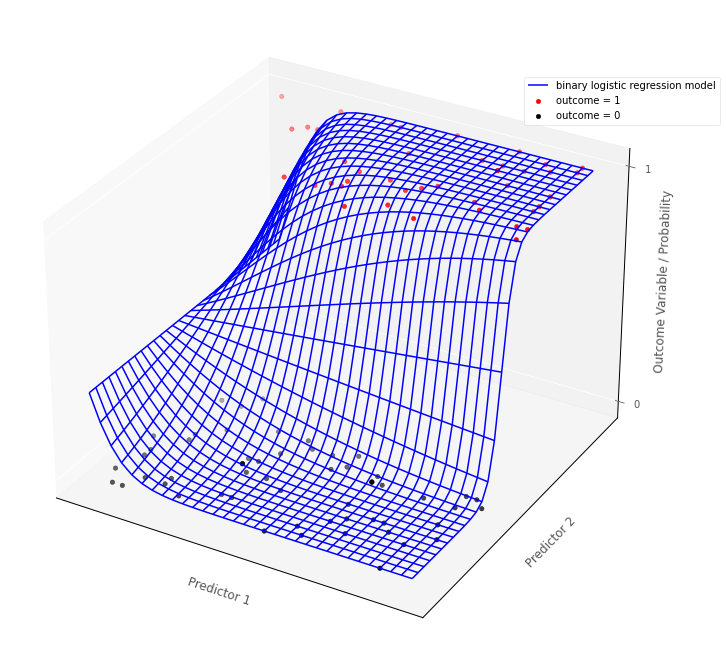 binary logistic regression model
outcome = 1
outcome = 0
1
Outcome Variable / Probability
0
Predictor 2
Predictor 1